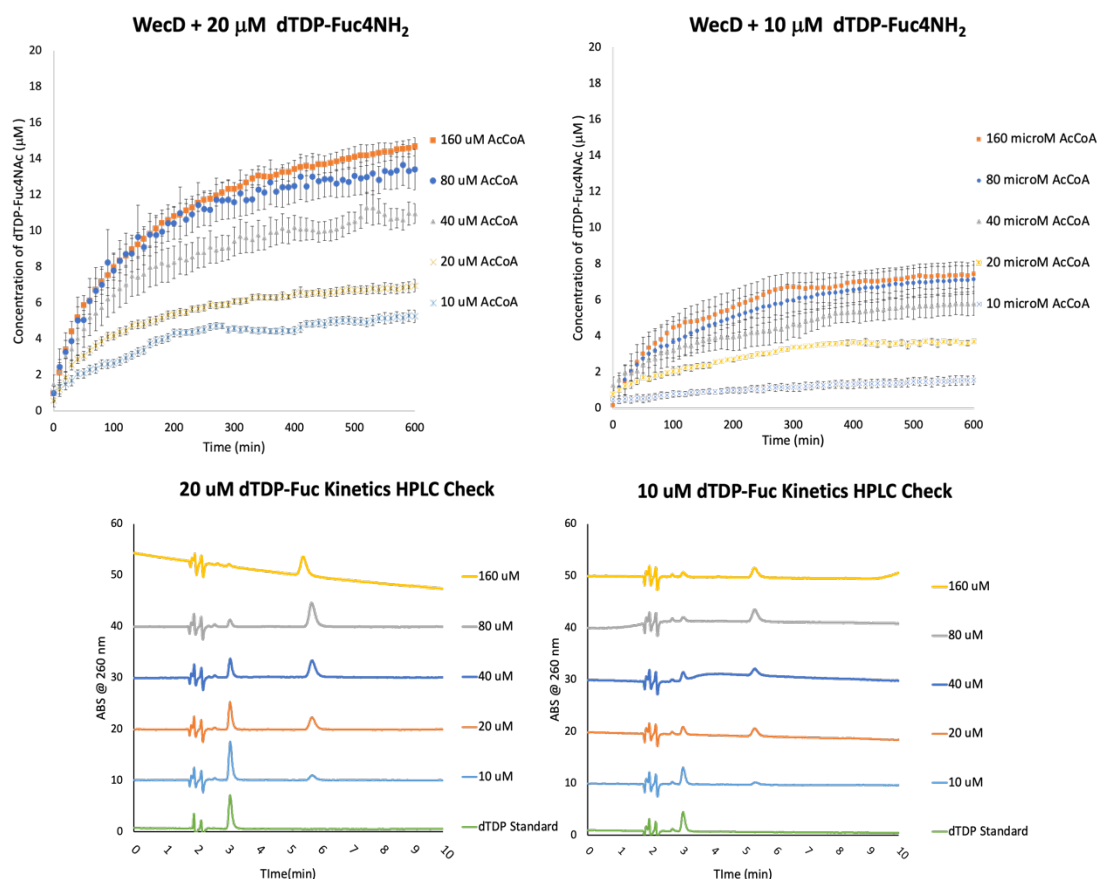 WecD + 20 μM dTDP-Fuc4NH₂
Concentration of dTDP-Fuc4NAc (μM)
20
18
16
14
12
10
8
6
4
2
0
0 100 200 300 400 500 600
Time (min)
160 uM AcCoA
80 uM AcCoA
40 uM AcCoA
20 uM AcCoA
10 uM AcCoA
WecD + 10 μM dTDP-Fuc4NH₂
Concentration of dTDP-Fuc4NAc (μM)
20
18
16
14
12
10
8
6
4
2
0
0 100 200 300 400 500 600
Time (min)
160 microM AcCoA
80 microM AcCoA
40 microM AcCoA
20 microM AcCoA
10 microM AcCoA
20 uM dTDP-Fuc Kinetics HPLC Check
ABS @ 260 nm
60
50
40
30
20
10
0
0 1 2 3 4 5 6 7 8 9 10
TIme(min)
160 uM
80 uM
40 uM
20 uM
10 uM
dTDP Standard
10 uM dTDP-Fuc Kinetics HPLC Check
ABS @ 260 nm
60
50
40
30
20
10
0
0 1 2 3 4 5 6 7 8 9 10
TIme(min)
160 uM
80 uM
40 uM
20 uM
10 uM
dTDP Standard